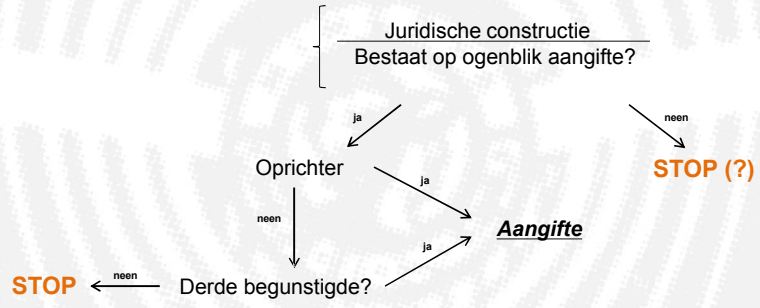 Juridische constructie
Bestaat op ogenblik aangifte?
ja
neen
Oprichter
STOP (?)
ja
neen
Aangifte
ja
STOP
neen
Derde begunstigde?